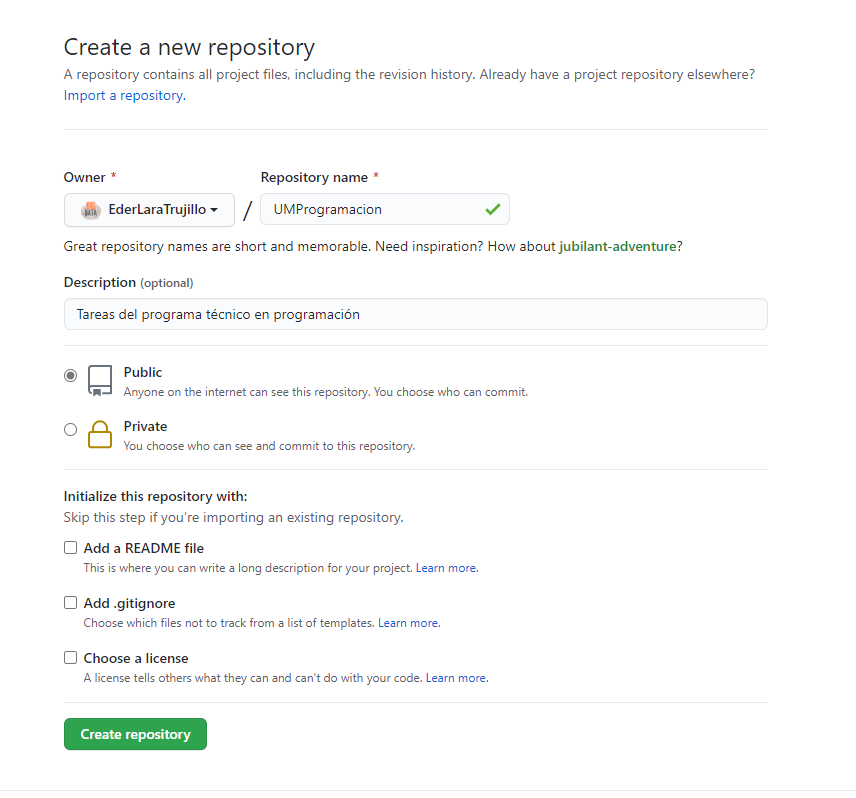 Create a new repository
A repository contains all project files, including the revision history. Already have a project repository elsewhere?
Import a repository.
Owner *
Repository name *
DATA
EderLaraTrujillo
/
UMProgramacion
Great repository names are short and memorable. Need inspiration? How about jubilant-adventure?
Description (optional)
Tareas del programa técnico en programación
Public
Anyone on the internet can see this repository. You choose who can commit.
Private
You choose who can see and commit to this repository.
Initialize this repository with:
Skip this step if you’re importing an existing repository.
Add a README file
This is where you can write a long description for your project. Learn more.
Add .gitignore
Choose which files not to track from a list of templates. Learn more.
Choose a license
A license tells others what they can and can't do with your code. Learn more.
Create repository